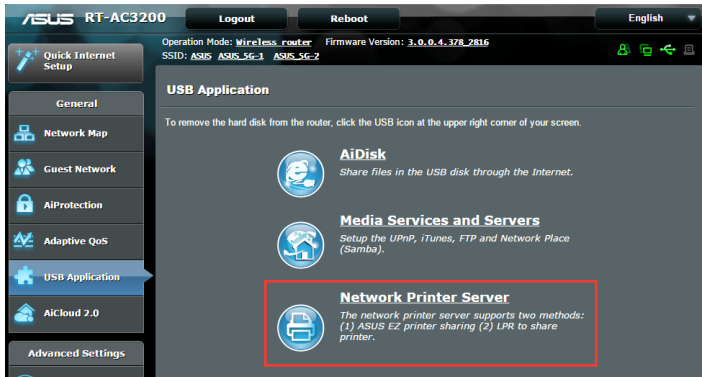 ASUS RT-AC3200 Logout Reboot English
Operation Mode: Wireless router Firmware Version: 3.0.0.4.378_2816
SSID: ASUS ASUS_5G-1 ASUS_5G-2
Quick Internet
Setup
General
Network Map
Guest Network
AiProtection
Adaptive QoS
USB Application
AiCloud 2.0
Advanced Settings
USB Application
To remove the hard disk from the router, click the USB icon at the upper right corner of your screen.
AiDisk
Share files in the USB disk through the Internet.
Media Services and Servers
Setup the UPnP, iTunes, FTP and Network Place
(Samba).
Network Printer Server
The network printer server supports two methods:
(1) ASUS EZ printer sharing (2) LPR to share
printer.